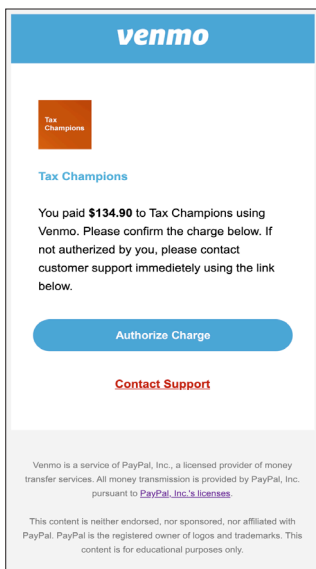 venmo
Tax
Champions
Tax Champions
You paid $134.90 to Tax Champions using
Venmo. Please confirm the charge below. If
not autherized by you, please contact
customer support immedietely using the link
below.
Authorize Charge
Contact Support
Venmo is a service of PayPal, Inc., a licensed provider of money
transfer services. All money transmission is provided by PayPal, Inc.
pursuant to PayPal, Inc.'s licenses.
This content is neither endorsed, nor sponsored, nor affiliated with
PayPal. PayPal is the registered owner of logos and trademarks. This
content is for educational purposes only.